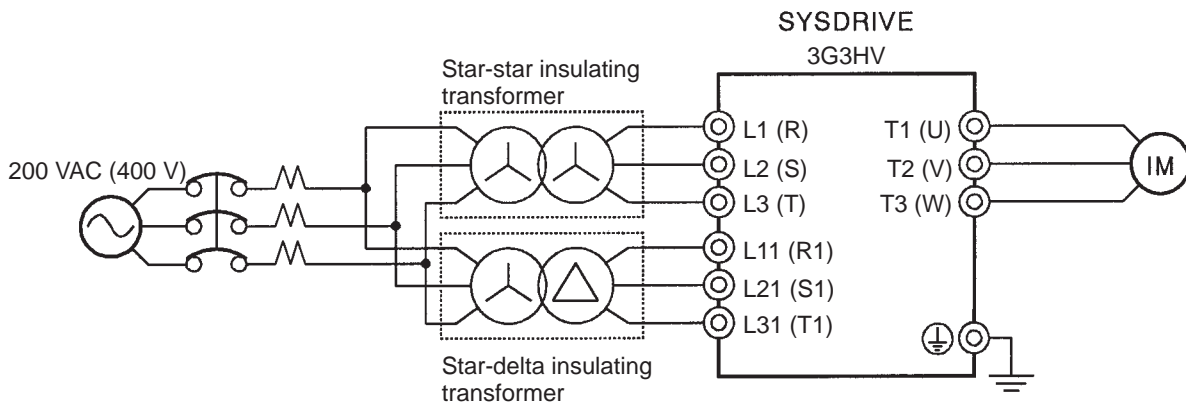 SYSDRIVE
3G3HV
Star-star insulating
transformer
200 VAC (400 V)
L1 (R)
L2 (S)
L3 (T)
L11 (R1)
L21 (S1)
L31 (T1)
T1 (U)
T2 (V)
T3 (W)
IM
Star-delta insulating
transformer